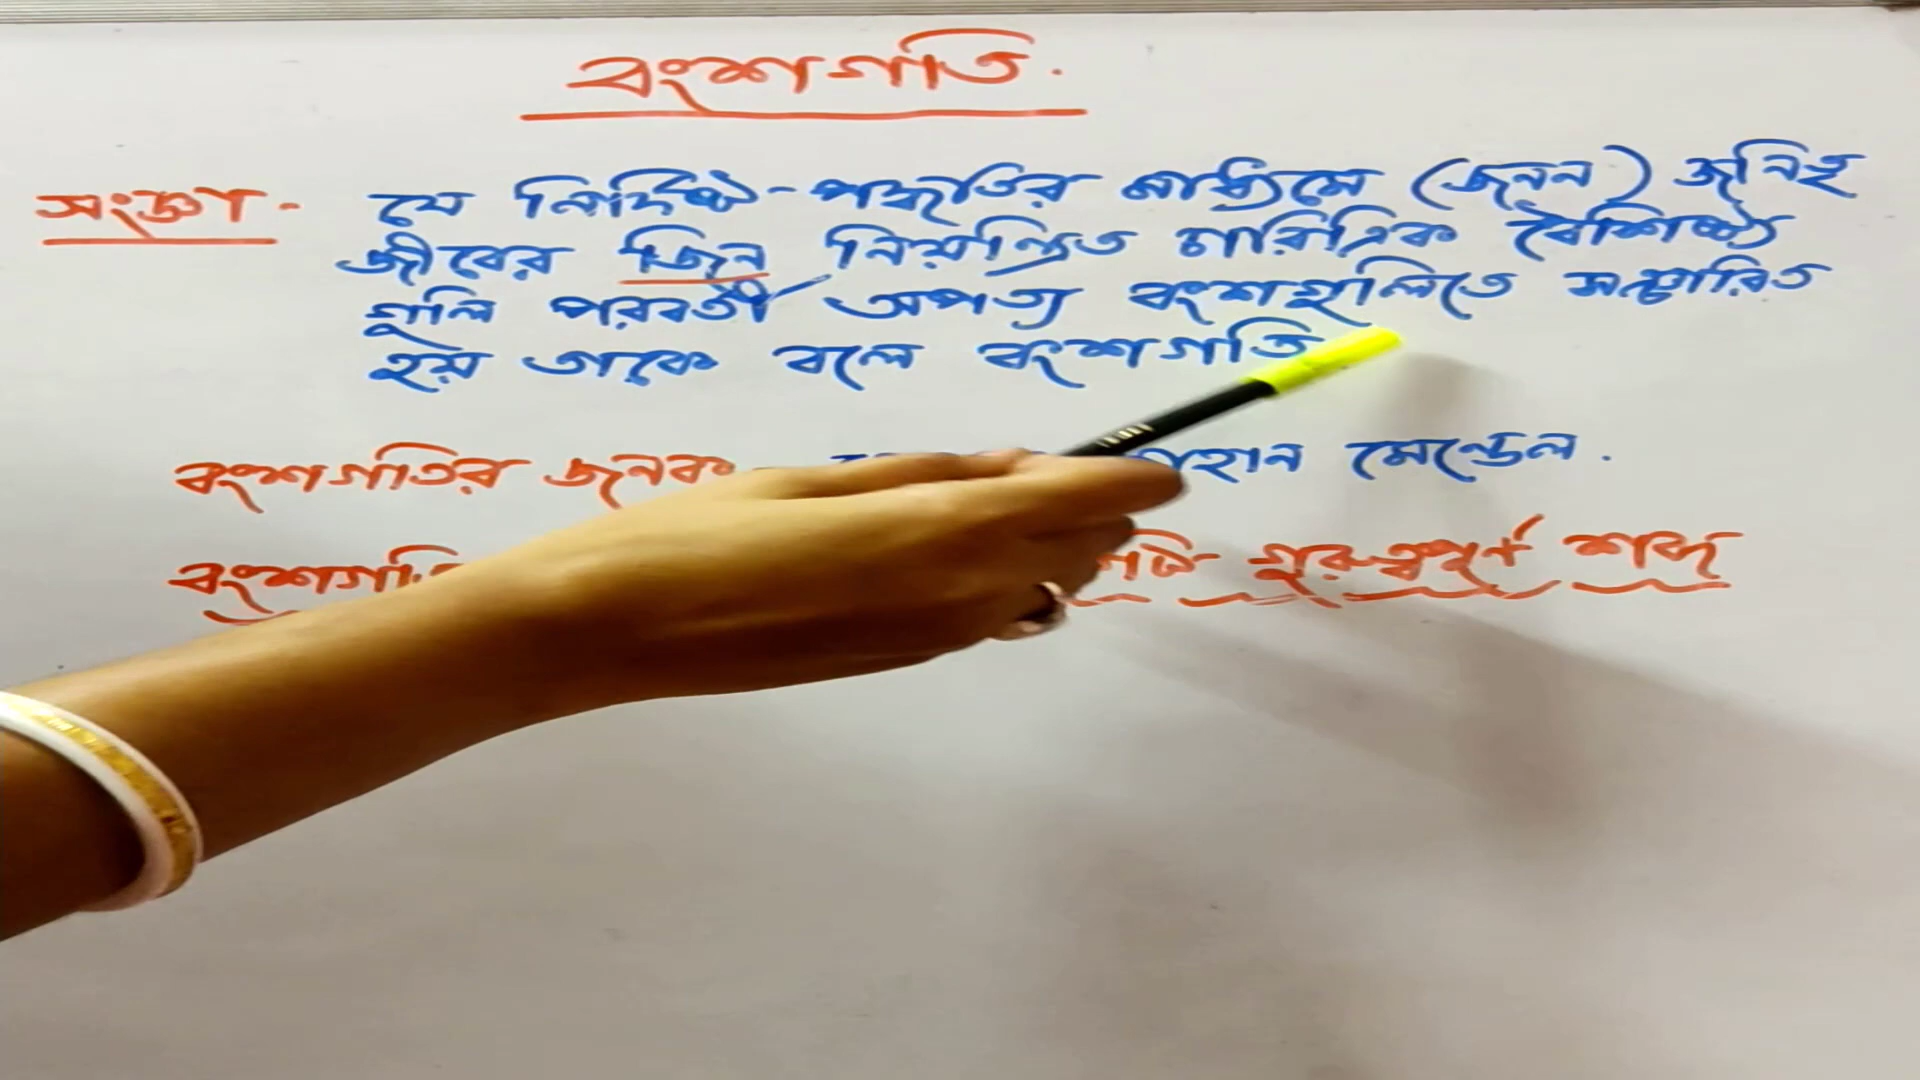 বংশগতি.
সংজ্ঞা- যে নির্দিষ্ট পদ্ধতির মাধ্যমে (জনন) জনিতৃ
জীবের জিন নিয়ন্ত্রিত চারিত্রিক বৈশিষ্ট্য
গুলি পরবর্তী অপত্য বংশগুলিতে সঞ্চারিত
হয় তাকে বলে বংশগতি
বংশগতির জনক মেন্ডেল.
গুরুত্বপূর্ণ শব্দ